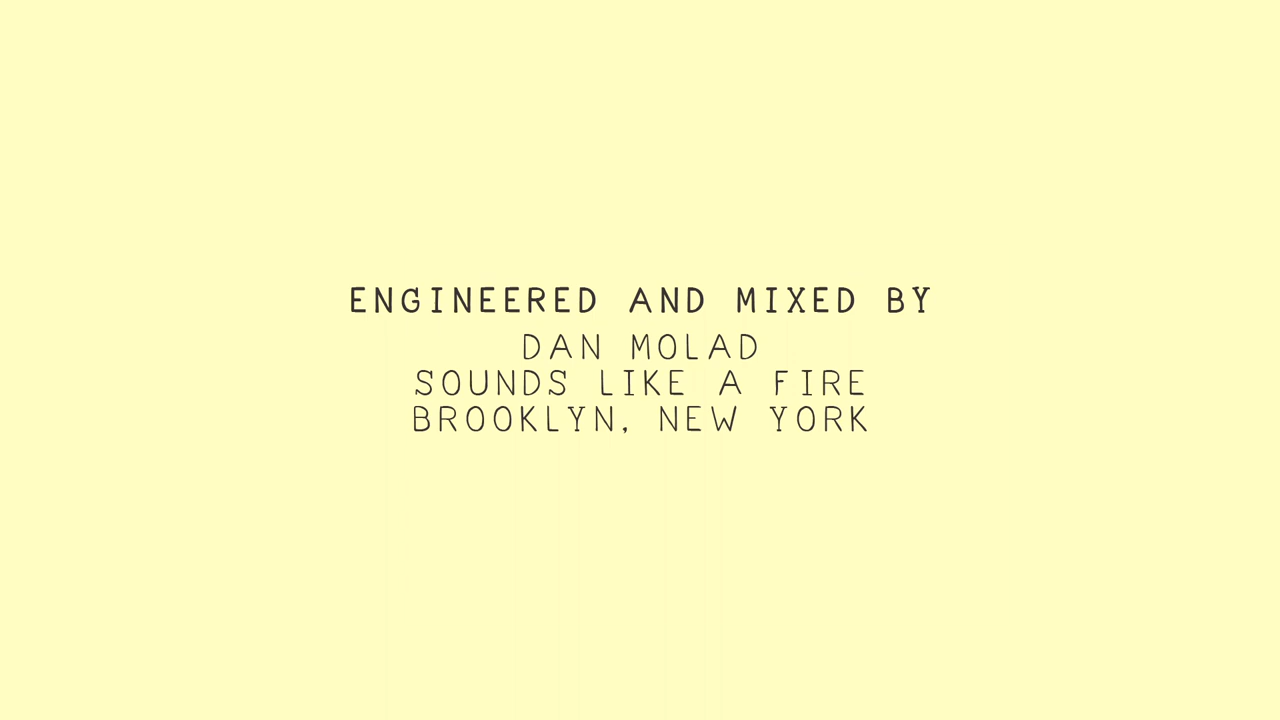 ENGINEERED AND MIXED BY
DAN MOLAD
SOUNDS LIKE A FIRE
BROOKLYN, NEW YORK